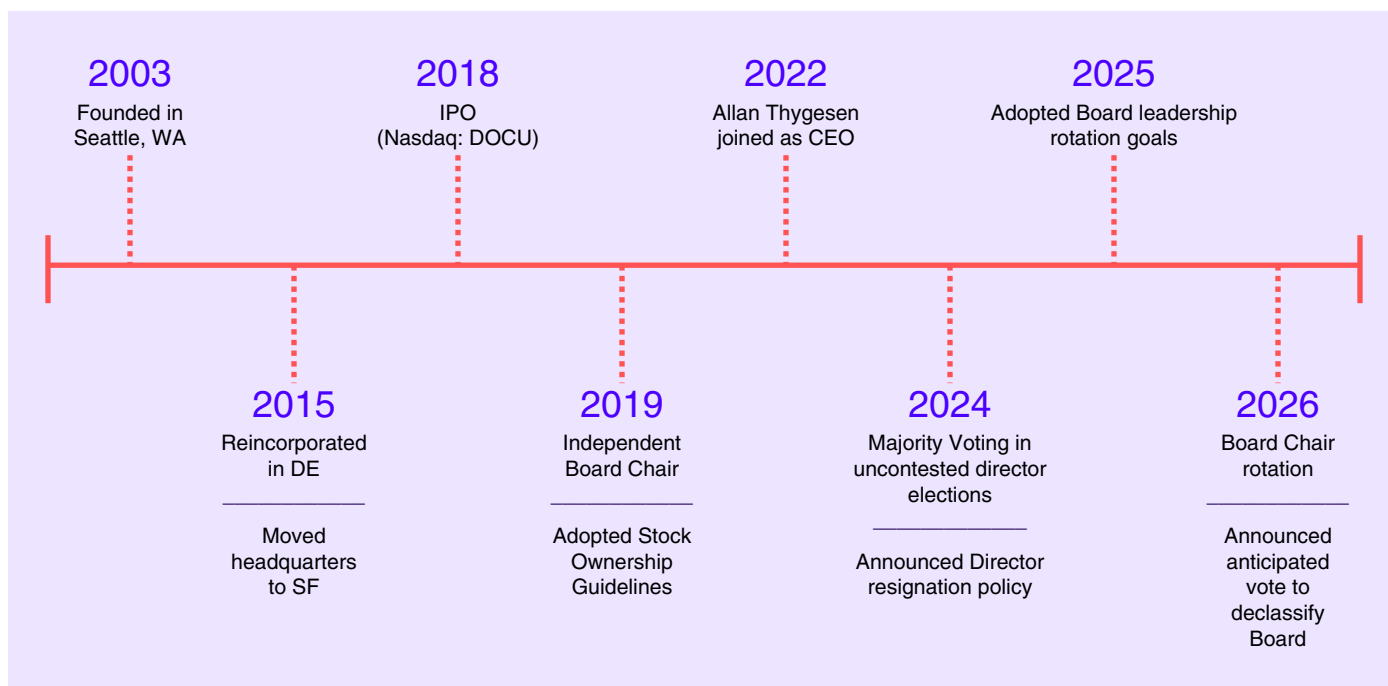 2003
Founded in
Seattle, WA
2018
IPO
(Nasdaq: DOCU)
2022
Allan Thygesen
joined as CEO
2025
Adopted Board leadership
rotation goals
2015
Reincorporated
in DE
Moved
headquarters
to SF
2019
Independent
Board Chair
Adopted Stock
Ownership
Guidelines
2024
Majority Voting in
uncontested director
elections
Announced Director
resignation policy
2026
Board Chair
rotation
Announced
anticipated
vote to
declassify
Board